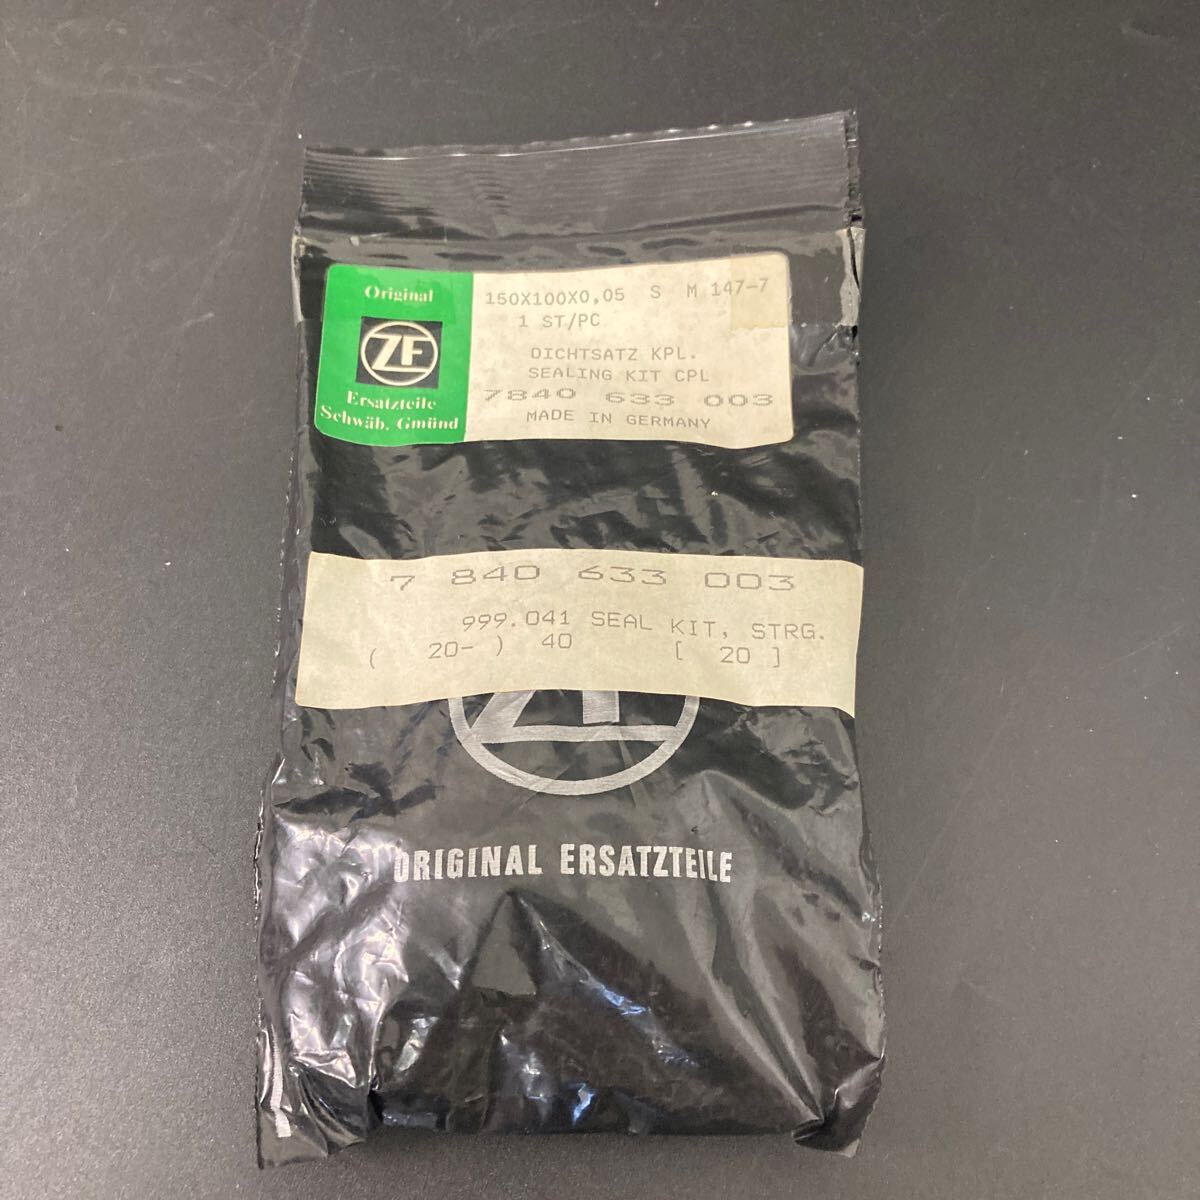 Original
ZF
Ersatzteile
Schwäb. Gmünd
150X100X0,05 S M 147-7
1 ST/PC
DICHTSATZ KPL.
SEALING KIT CPL
7840 633 003
MADE IN GERMANY
7 840 633 003
999.041 SEAL KIT, STRG.
( 20- ) 40 [ 20 ]
ZF
ORIGINAL ERSATZTEILE